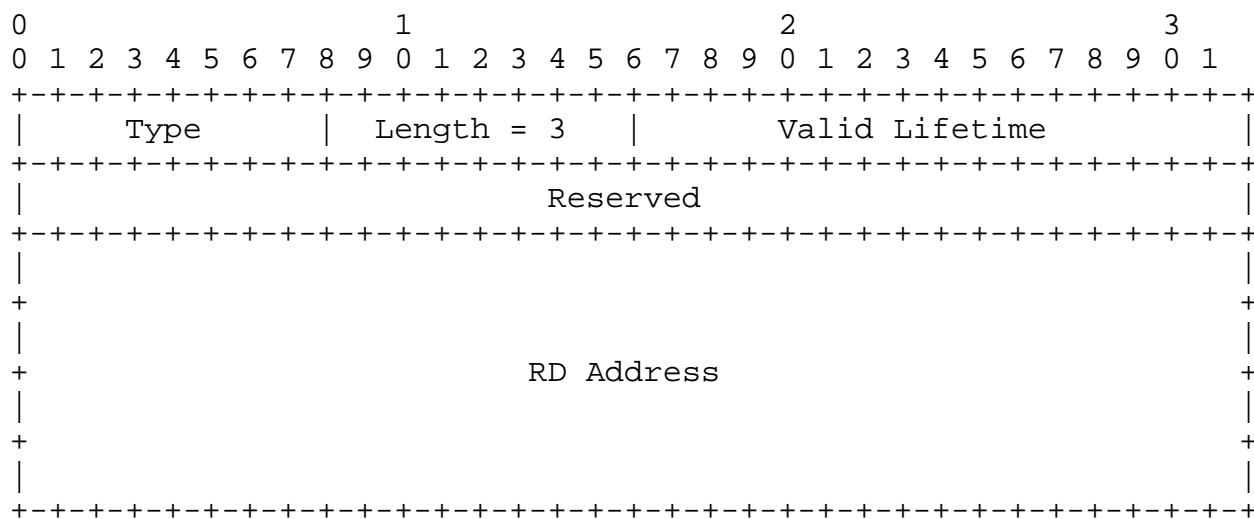 0                   1                   2                   3
0 1 2 3 4 5 6 7 8 9 0 1 2 3 4 5 6 7 8 9 0 1 2 3 4 5 6 7 8 9 0 1
+-+-+-+-+-+-+-+-+-+-+-+-+-+-+-+-+-+-+-+-+-+-+-+-+-+-+-+-+-+-+-+-+
|     Type      |  Length = 3   |       Valid Lifetime          |
+-+-+-+-+-+-+-+-+-+-+-+-+-+-+-+-+-+-+-+-+-+-+-+-+-+-+-+-+-+-+-+-+
|                           Reserved                            |
+-+-+-+-+-+-+-+-+-+-+-+-+-+-+-+-+-+-+-+-+-+-+-+-+-+-+-+-+-+-+-+-+
|                                                               |
+                                                               +
|                                                               |
+                          RD Address                           +
|                                                               |
+                                                               +
|                                                               |
+-+-+-+-+-+-+-+-+-+-+-+-+-+-+-+-+-+-+-+-+-+-+-+-+-+-+-+-+-+-+-+-+